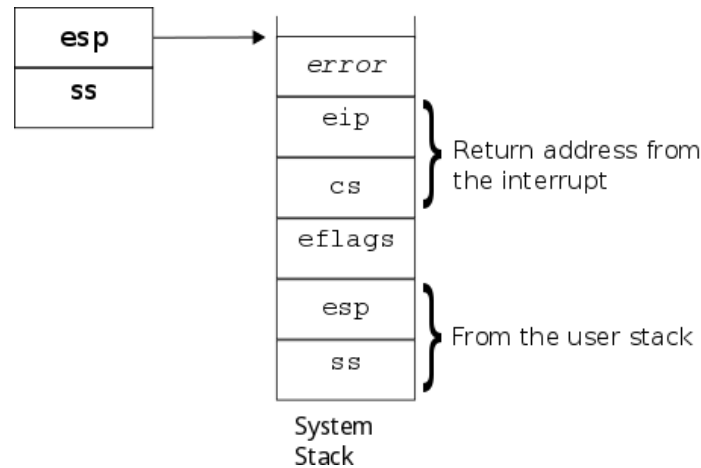 esp
ss
error
eip
cs
eflags
esp
ss
Return address from
the interrupt
From the user stack
System
Stack